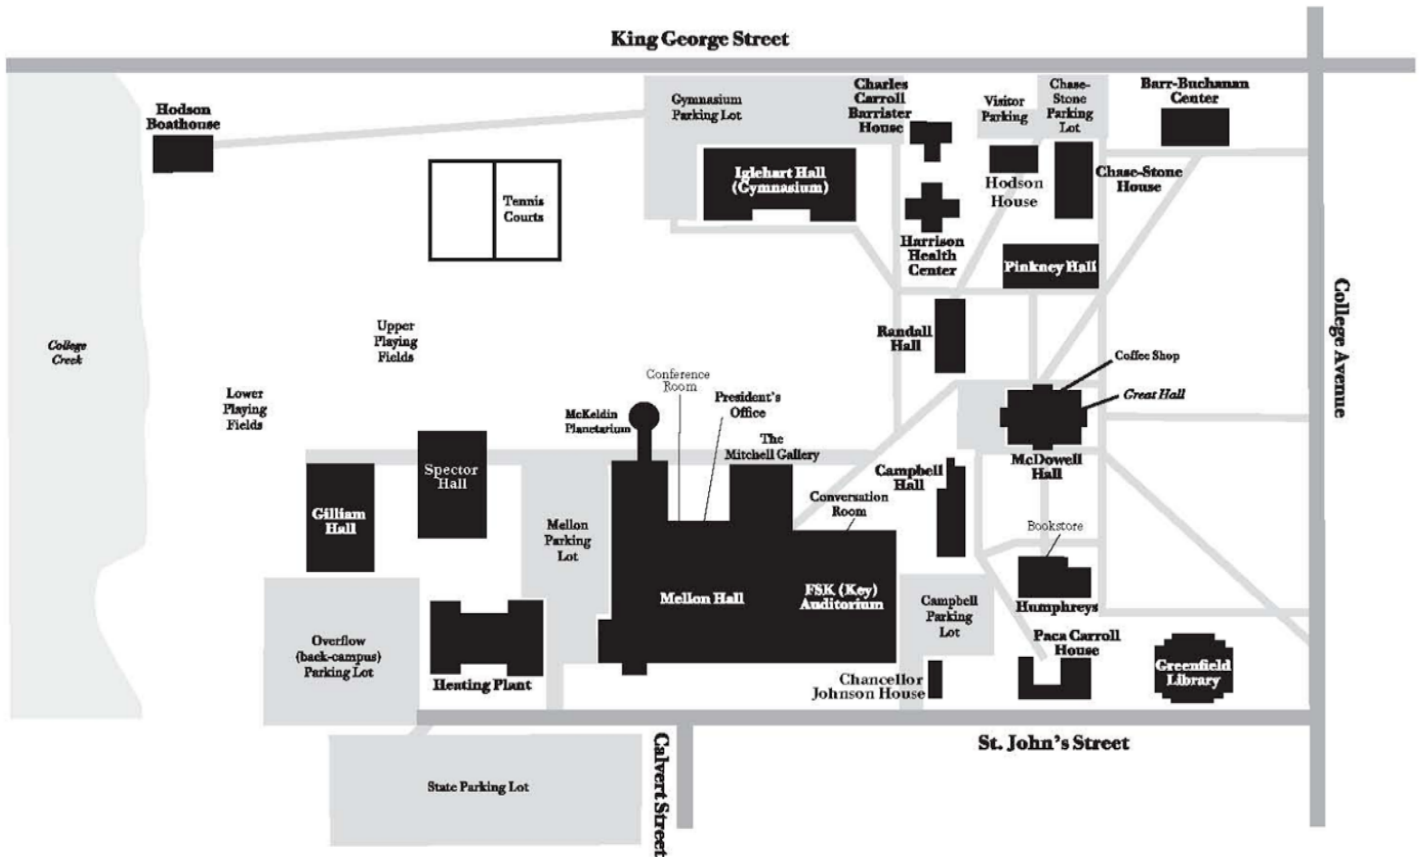 King George Street
Hodson
Boathouse
Gymnasium
Parking Lot
Charles
Carroll
Barrister
House
Visitor
Parking
Chase-
Stone
Parking
Lot
Barr-Buchanan
Center
Iglehart Hall
(Gymnasium)
Tennis
Courts
Hodson
House
Chase-Stone
House
Harrison
Health
Center
Pinkney Hall
College Avenue
College
Creek
Upper
Playing
Fields
Randall
Hall
Coffee Shop
Great Hall
Lower
Playing
Fields
Conference
Room
President's
Office
McKeldin
Planetarium
The
Mitchell Gallery
McDowell
Hall
Campbell
Hall
Spector
Hall
Gilliam
Hall
Conversation
Room
Mellon
Parking
Lot
Bookstore
Mellon Hall
FSK (Key)
Auditorium
Campbell
Parking
Lot
Humphreys
Overflow
(back-campus)
Parking Lot
Paca Carroll
House
Greenfield
Library
Heating Plant
Chancellor
Johnson House
St. John's Street
Calvert Street
State Parking Lot